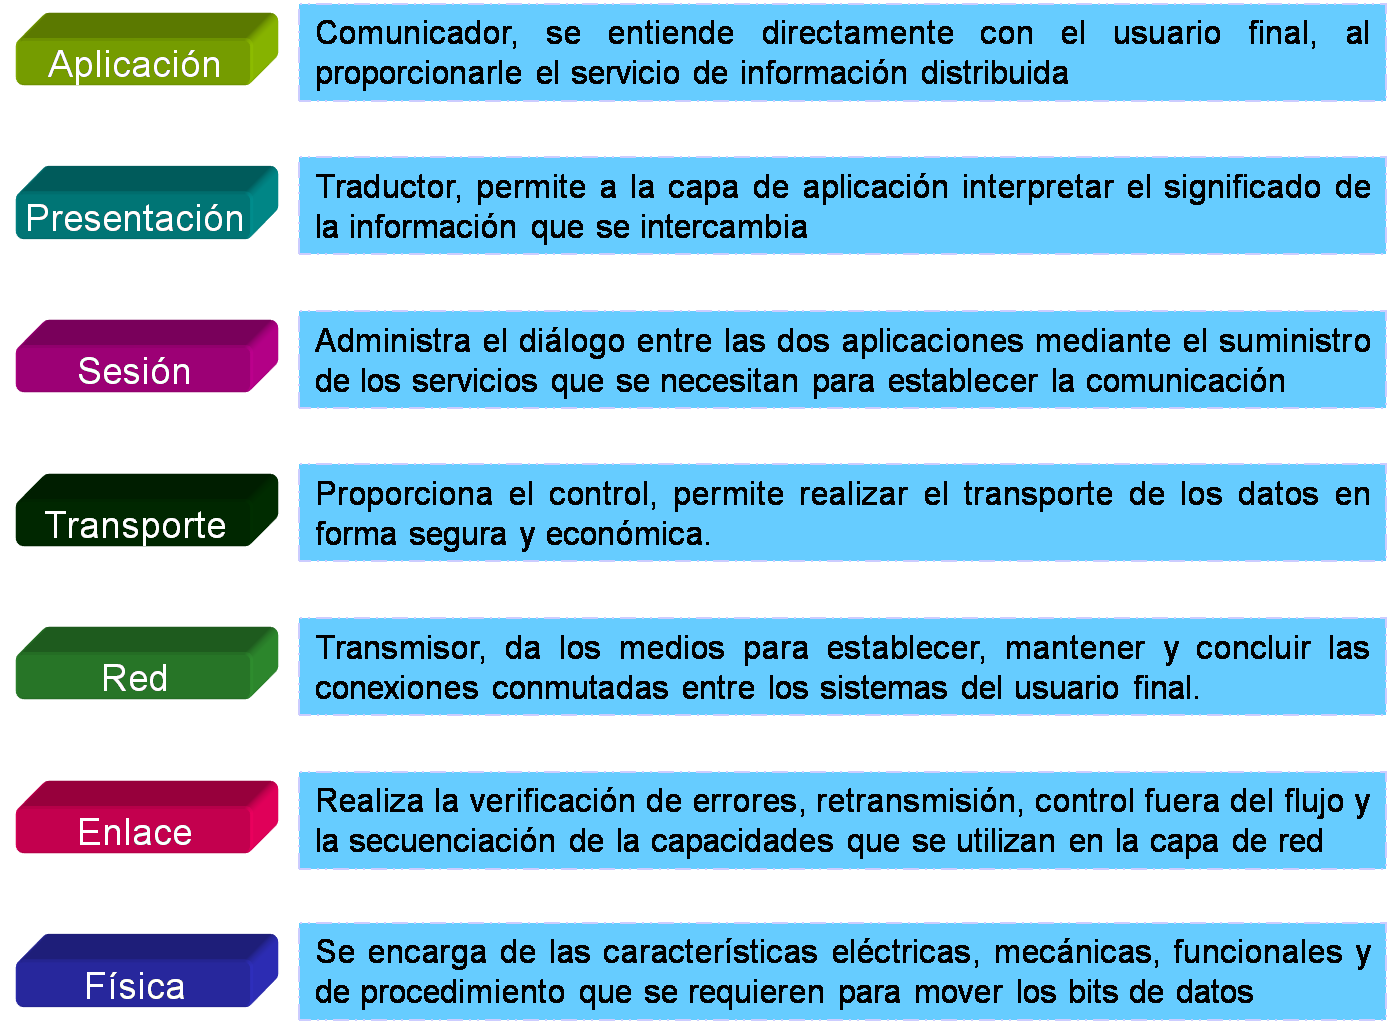 Aplicación
Comunicador, se entiende directamente con el usuario final, al
proporcionarle el servicio de información distribuida
Presentación
Traductor, permite a la capa de aplicación interpretar el significado de
la información que se intercambia
Sesión
Administra el diálogo entre las dos aplicaciones mediante el suministro
de los servicios que se necesitan para establecer la comunicación
Transporte
Proporciona el control, permite realizar el transporte de los datos en
forma segura y económica.
Red
Transmisor, da los medios para establecer, mantener y concluir las
conexiones conmutadas entre los sistemas del usuario final.
Enlace
Realiza la verificación de errores, retransmisión, control fuera del flujo y
la secuenciación de la capacidades que se utilizan en la capa de red
Física
Se encarga de las características eléctricas, mecánicas, funcionales y
de procedimiento que se requieren para mover los bits de datos